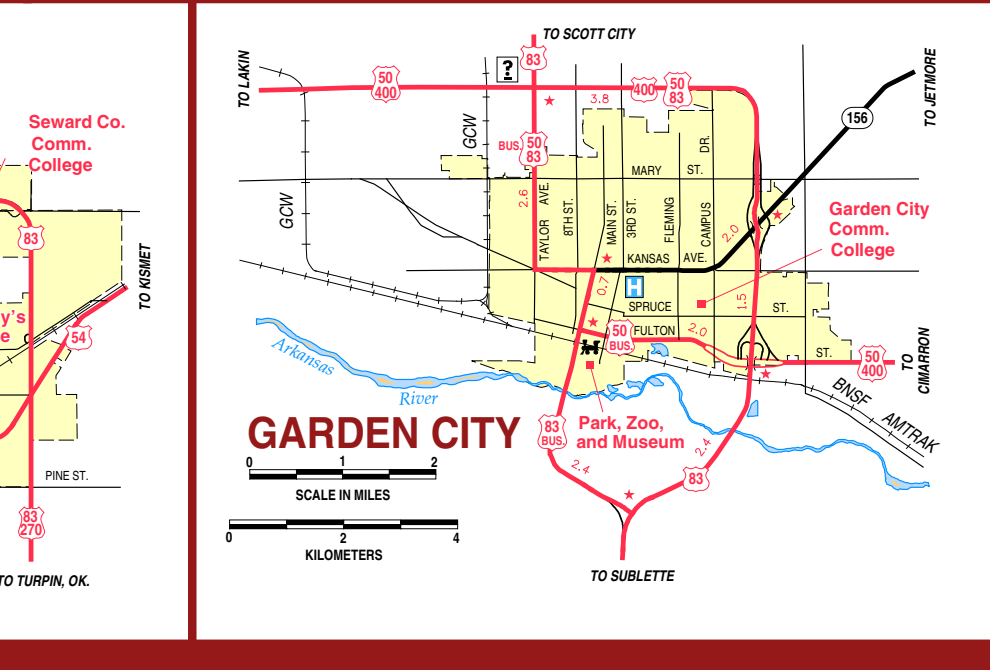 Seward Co.
Comm.
College
83
TO KISMET
54
PINE ST.
83
270
TO TURPIN, OK.
TO SCOTT CITY
83
?
TO LAKIN
50
400
3.8
400
50
83
TO JETMORE
156
GCW
BUS.
50
83
MARY ST.
DR.
2.6
GCW
TAYLOR AVE.
8TH ST.
MAIN ST.
3RD ST.
FLEMING
CAMPUS
2.0
Garden City
Comm.
College
KANSAS AVE.
0.7
H
1.5
SPRUCE ST.
50
BUS.
FULTON
2.0
ST.
50
400
TO
CIMARRON
Arkansas
River
BNSF
AMTRAK
GARDEN CITY
83
BUS.
Park, Zoo,
and Museum
2.4
2.4
83
0 1 2
SCALE IN MILES
0 2 4
KILOMETERS
TO SUBLETTE